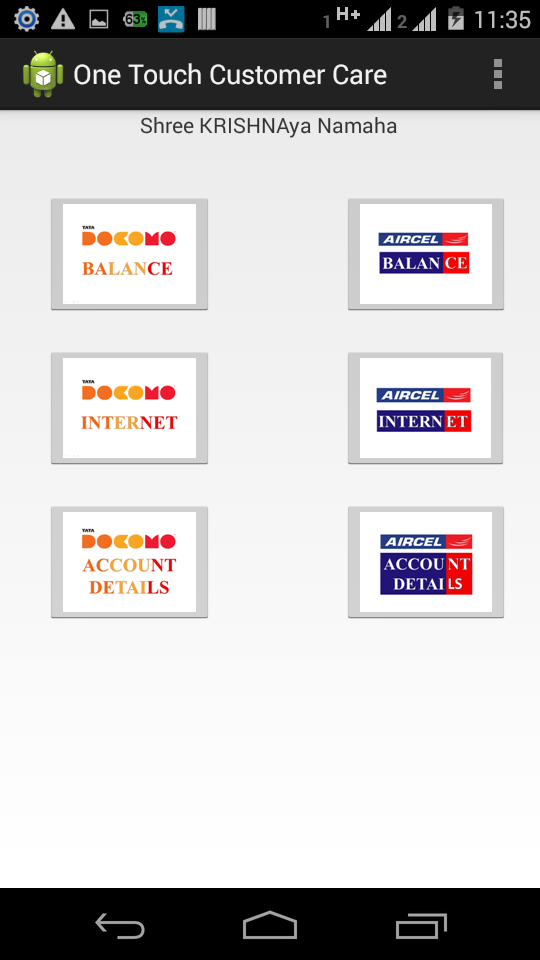 63%
1 H+ 2 11:35
One Touch Customer Care
Shree KRISHNAya Namaha
TATA
DOCOMO
BALANCE
AIRCEL
BALANCE
TATA
DOCOMO
INTERNET
AIRCEL
INTERNET
TATA
DOCOMO
ACCOUNT
DETAILS
AIRCEL
ACCOUNT
DETAILS